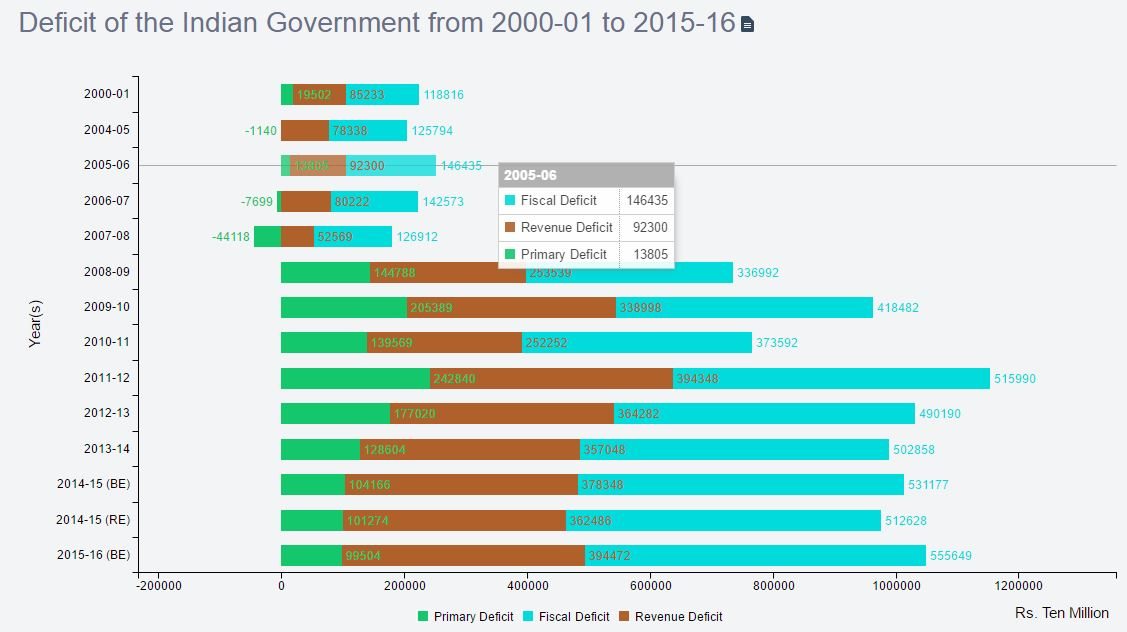 Deficit of the Indian Government from 2000-01 to 2015-16
2000-01 19502 85233 118816
2004-05 -1140 78338 125794
2005-06 13805 92300 146435
2005-06
Fiscal Deficit 146435
Revenue Deficit 92300
Primary Deficit 13805
2006-07 -7699 80222 142573
2007-08 -44118 52569 126912
2008-09 144788 253539 336992
2009-10 205389 338998 418482
2010-11 139569 252252 373592
2011-12 242840 394348 515990
2012-13 177020 364282 490190
2013-14 128604 357048 502858
2014-15 (BE) 104166 378348 531177
2014-15 (RE) 101274 362486 512628
2015-16 (BE) 99504 394472 555649
Year(s)
-200000 0 200000 400000 600000 800000 1000000 1200000
Rs. Ten Million
Primary Deficit Fiscal Deficit Revenue Deficit